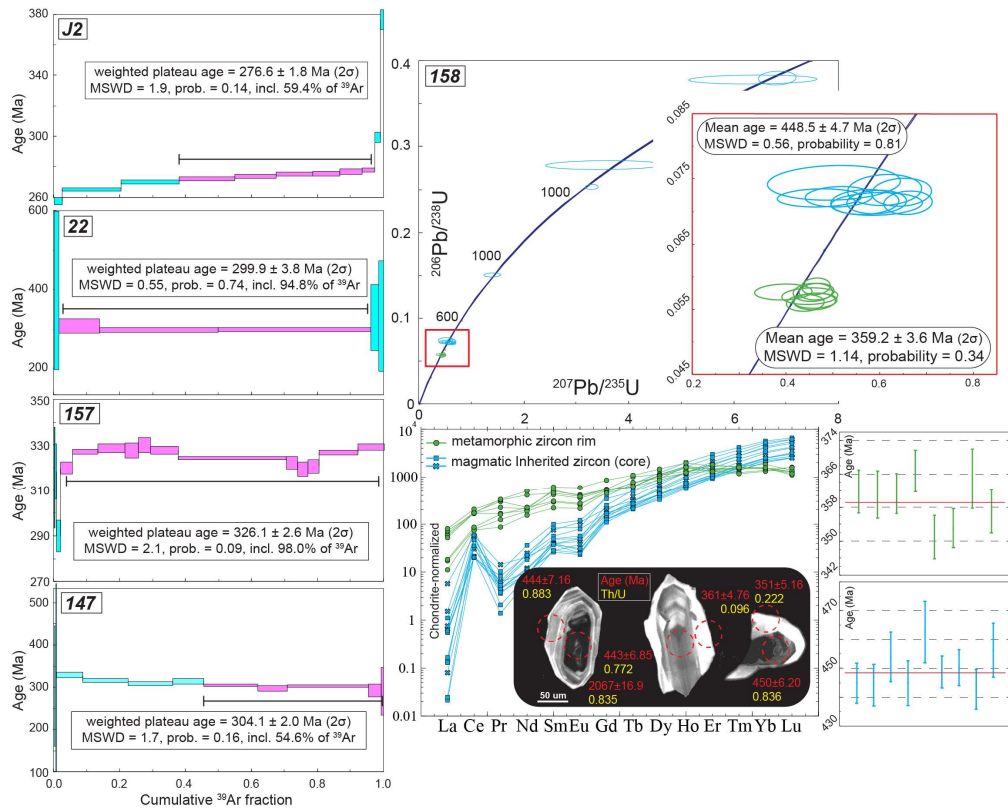 J2
weighted plateau age = 276.6 ± 1.8 Ma (2σ)
MSWD = 1.9, prob. = 0.14, incl. 59.4% of ³⁹Ar
Age (Ma)
380
340
300
260
22
weighted plateau age = 299.9 ± 3.8 Ma (2σ)
MSWD = 0.55, prob. = 0.74, incl. 94.8% of ³⁹Ar
Age (Ma)
600
400
200
157
weighted plateau age = 326.1 ± 2.6 Ma (2σ)
MSWD = 2.1, prob. = 0.09, incl. 98.0% of ³⁹Ar
Age (Ma)
350
330
310
290
270
147
weighted plateau age = 304.1 ± 2.0 Ma (2σ)
MSWD = 1.7, prob. = 0.16, incl. 54.6% of ³⁹Ar
Age (Ma)
500
400
300
200
100
0.0 0.2 0.4 0.6 0.8 1.0
Cumulative ³⁹Ar fraction
158
²⁰⁶Pb/²³⁸U
0.4
0.3
0.2
0.1
0
1000
1000
600
²⁰⁷Pb/²³⁵U
0 2 4 6 8
Mean age = 448.5 ± 4.7 Ma (2σ)
MSWD = 0.56, probability = 0.81
0.085
0.075
0.065
0.055
0.045
Mean age = 359.2 ± 3.6 Ma (2σ)
MSWD = 1.14, probability = 0.34
0.2 0.4 0.6 0.8
metamorphic zircon rim
magmatic Inherited zircon (core)
Chondrite-normalized
10⁴
1000
100
10
1
0.1
0.01
Age (Ma)
Th/U
444±7.16
0.883
443±6.85
0.772
2067±16.9
0.835
361±4.76
0.096
351±5.16
0.222
450±6.20
0.836
50 um
La Ce Pr Nd Sm Eu Gd Tb Dy Ho Er Tm Yb Lu
Age (Ma)
374
366
358
350
342
Age (Ma)
470
450
430